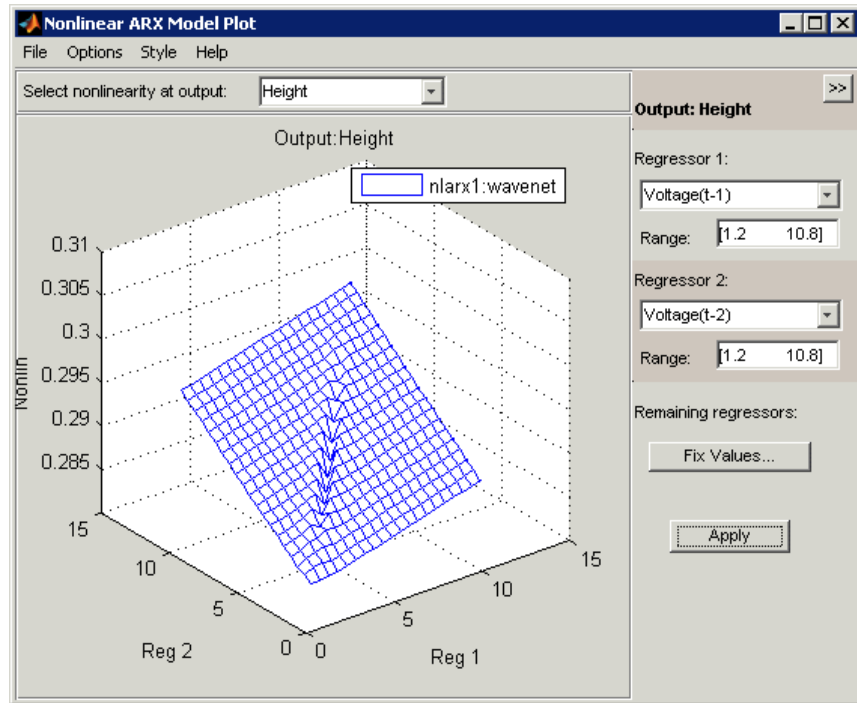 Nonlinear ARX Model Plot
File Options Style Help
Select nonlinearity at output: Height
>>
Output: Height
Output:Height
nlarx1:wavenet
Regressor 1:
Voltage(t-1)
Range: [1.2 10.8]
Regressor 2:
Voltage(t-2)
Range: [1.2 10.8]
Remaining regressors:
Fix Values...
Apply
0.31
0.305
0.3
0.295
0.29
0.285
Nonlin
15
10
5
0
Reg 2
0
5
10
15
Reg 1